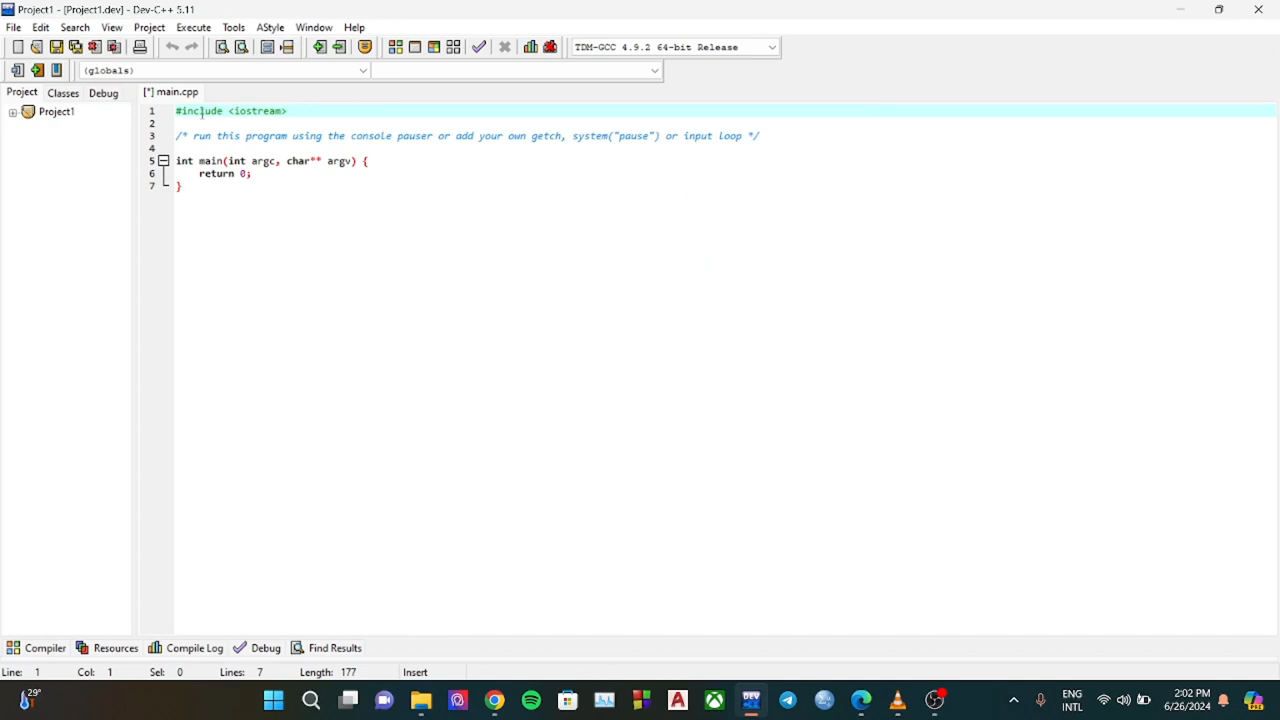 Project1 - [Project1.dev] - Dev-C++ 5.11
File Edit Search View Project Execute Tools AStyle Window Help
TDM-GCC 4.9.2 64-bit Release
(globals)
Project Classes Debug [*] main.cpp
Project1
1 #include <iostream>
2
3 /* run this program using the console pauser or add your own getch, system("pause") or input loop */
4
5 int main(int argc, char** argv) {
6 return 0;
7 }
Compiler Resources Compile Log Debug Find Results
Line: 1 Col: 1 Sel: 0 Lines: 7 Length: 177 Insert
29°
ENG
INTL
2:02 PM
6/26/2024